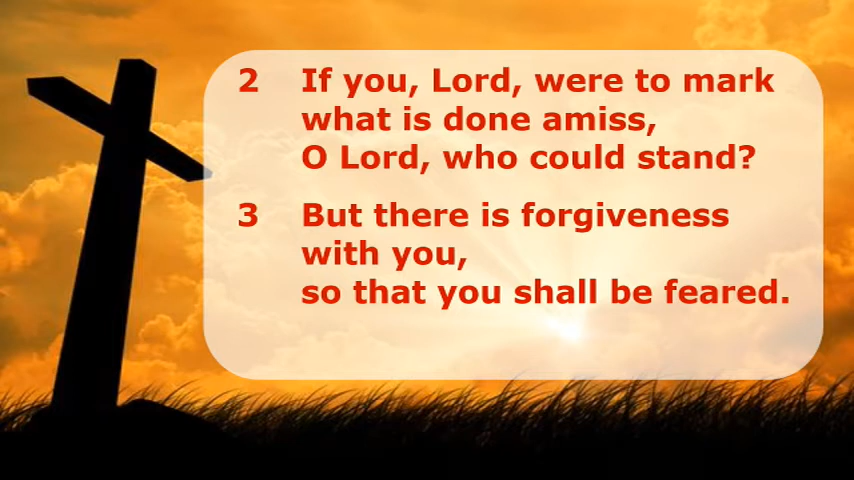 2 If you, Lord, were to mark
what is done amiss,
O Lord, who could stand?
3 But there is forgiveness
with you,
so that you shall be feared.